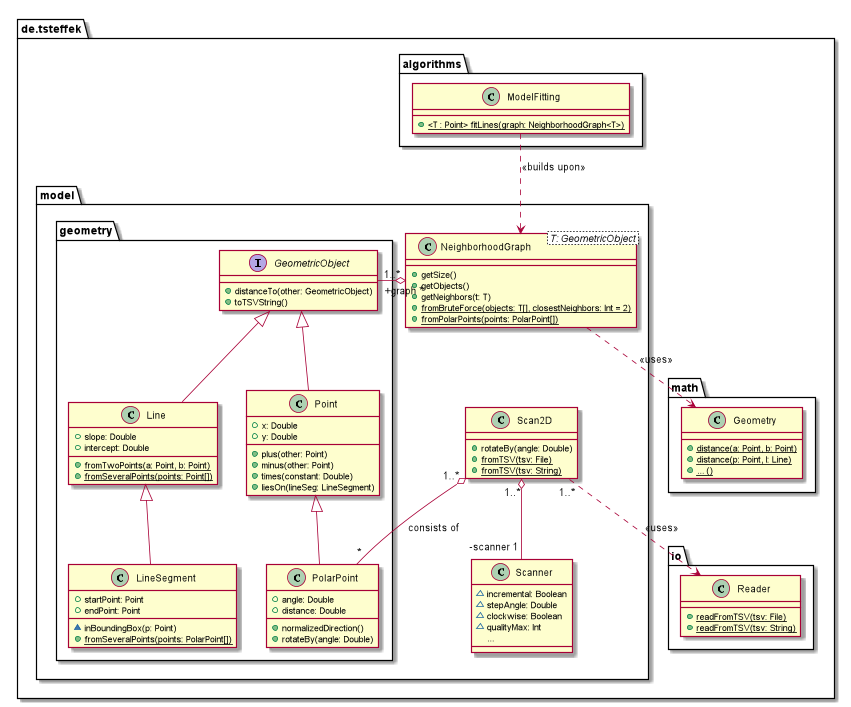 de.tsteffek
algorithms
C ModelFitting
<T : Point> fitLines(graph: NeighborhoodGraph<T>)
«builds upon»
model
geometry
I GeometricObject
distanceTo(other: GeometricObject)
toTSVString()
1..*
+graph *
C NeighborhoodGraph
T: GeometricObject
getSize()
getObjects()
getNeighbors(t: T)
fromBruteForce(objects: T[], closestNeighbors: Int = 2)
fromPolarPoints(points: PolarPoint[])
«uses»
math
C Geometry
distance(a: Point, b: Point)
distance(p: Point, l: Line)
... ()
C Line
slope: Double
intercept: Double
fromTwoPoints(a: Point, b: Point)
fromSeveralPoints(points: Point[])
C Point
x: Double
y: Double
plus(other: Point)
minus(other: Point)
times(constant: Double)
liesOn(lineSeg: LineSegment)
C Scan2D
rotateBy(angle: Double)
fromTSV(tsv: File)
fromTSV(tsv: String)
1..*
1..*
1..*
consists of
*
-scanner 1
«uses»
C LineSegment
startPoint: Point
endPoint: Point
inBoundingBox(p: Point)
fromSeveralPoints(points: PolarPoint[])
C PolarPoint
angle: Double
distance: Double
normalizedDirection()
rotateBy(angle: Double)
C Scanner
incremental: Boolean
stepAngle: Double
clockwise: Boolean
qualityMax: Int
...
io
C Reader
readFromTSV(tsv: File)
readFromTSV(tsv: String)